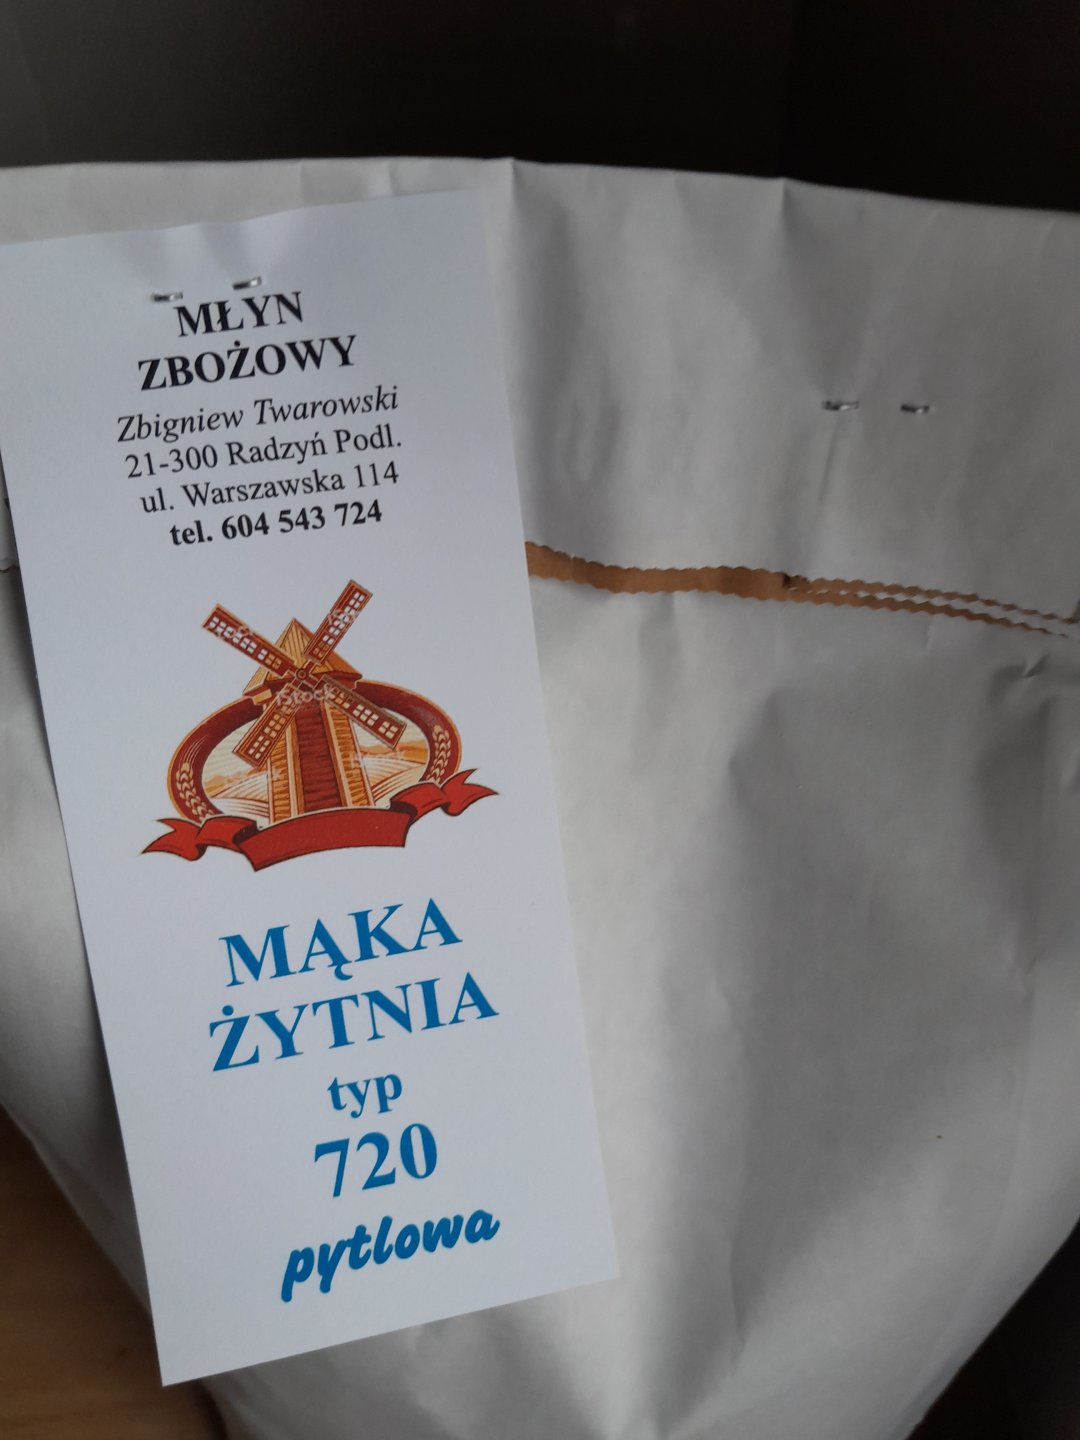 MŁYN
ZBOŻOWY
Zbigniew Twarowski
21-300 Radzyń Podl.
ul. Warszawska 114
tel. 604 543 724
iStock
MĄKA
ŻYTNIA
typ
720
pytlowa